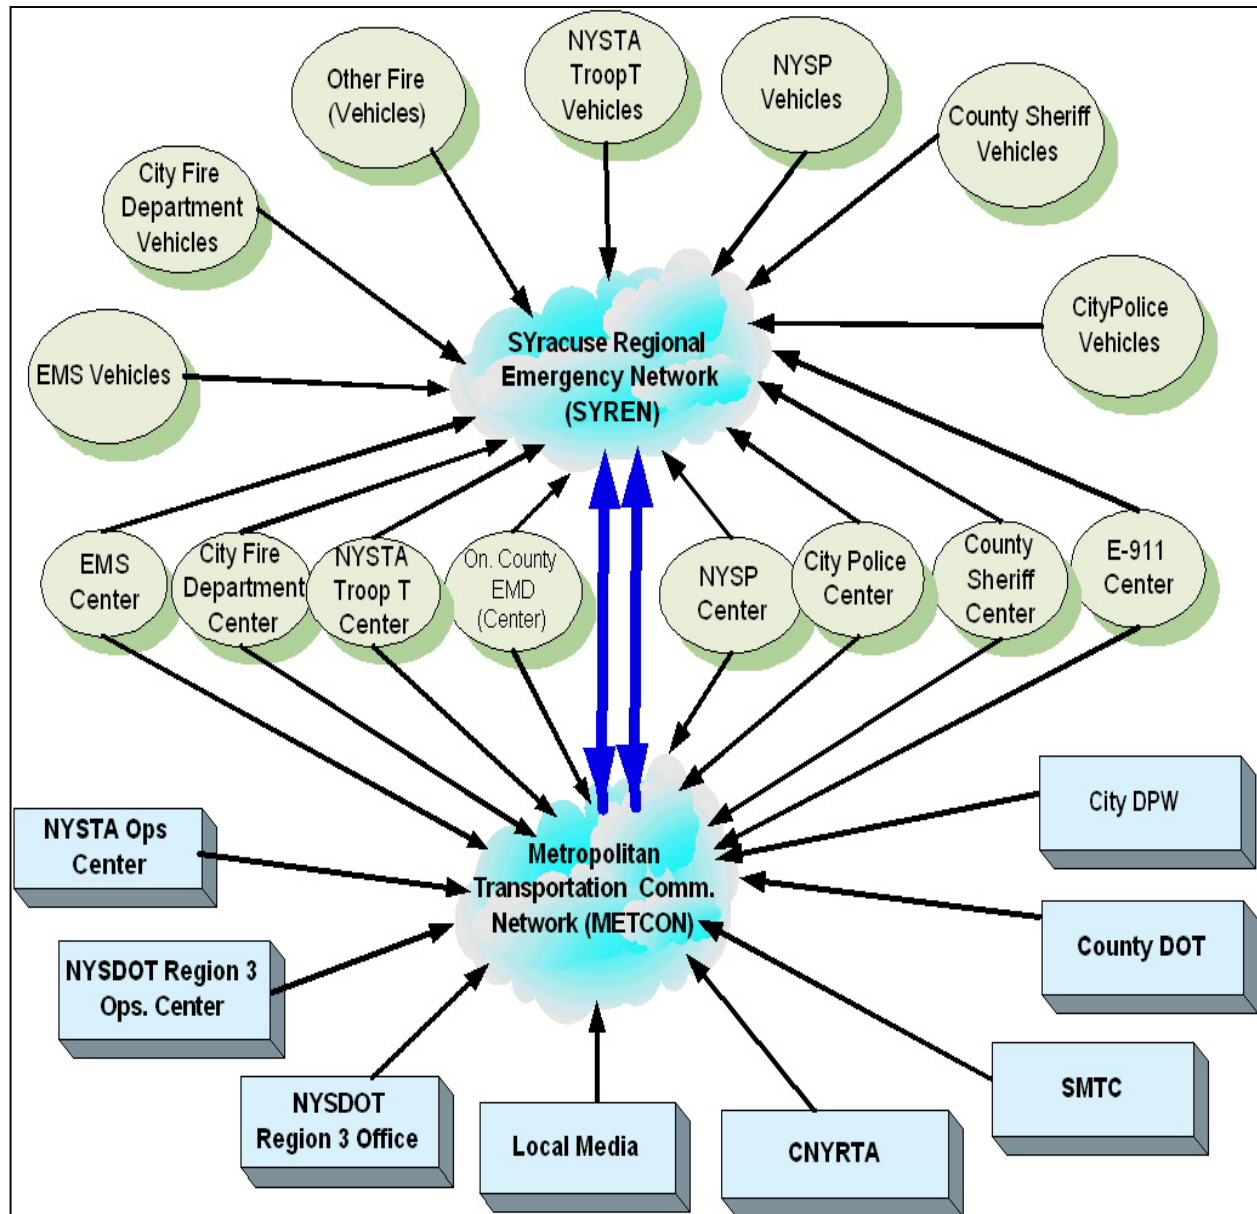 NYSTA
TroopT
Vehicles
NYSP
Vehicles
Other Fire
(Vehicles)
County Sheriff
Vehicles
City Fire
Department
Vehicles
CityPolice
Vehicles
EMS Vehicles
SYracuse Regional
Emergency Network
(SYREN)
EMS
Center
City Fire
Department
Center
NYSTA
Troop T
Center
On. County
EMD
(Center)
NYSP
Center
City Police
Center
County
Sheriff
Center
E-911
Center
City DPW
NYSTA Ops
Center
Metropolitan
Transportation Comm.
Network (METCON)
County DOT
NYSDOT Region 3
Ops. Center
SMTC
NYSDOT
Region 3 Office
Local Media
CNYRTA